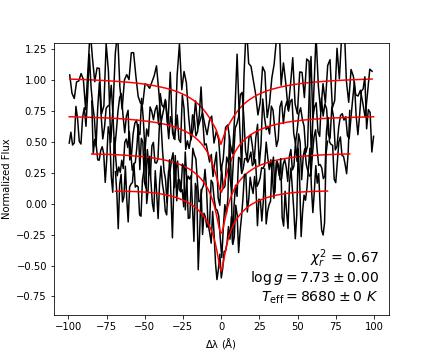 Normalized Flux
1.25
1.00
0.75
0.50
0.25
0.00
−0.25
−0.50
−0.75
χ²ᵣ = 0.67
log g = 7.73 ± 0.00
T_eff = 8680 ± 0 K
−100 −75 −50 −25 0 25 50 75 100
Δλ (Å)